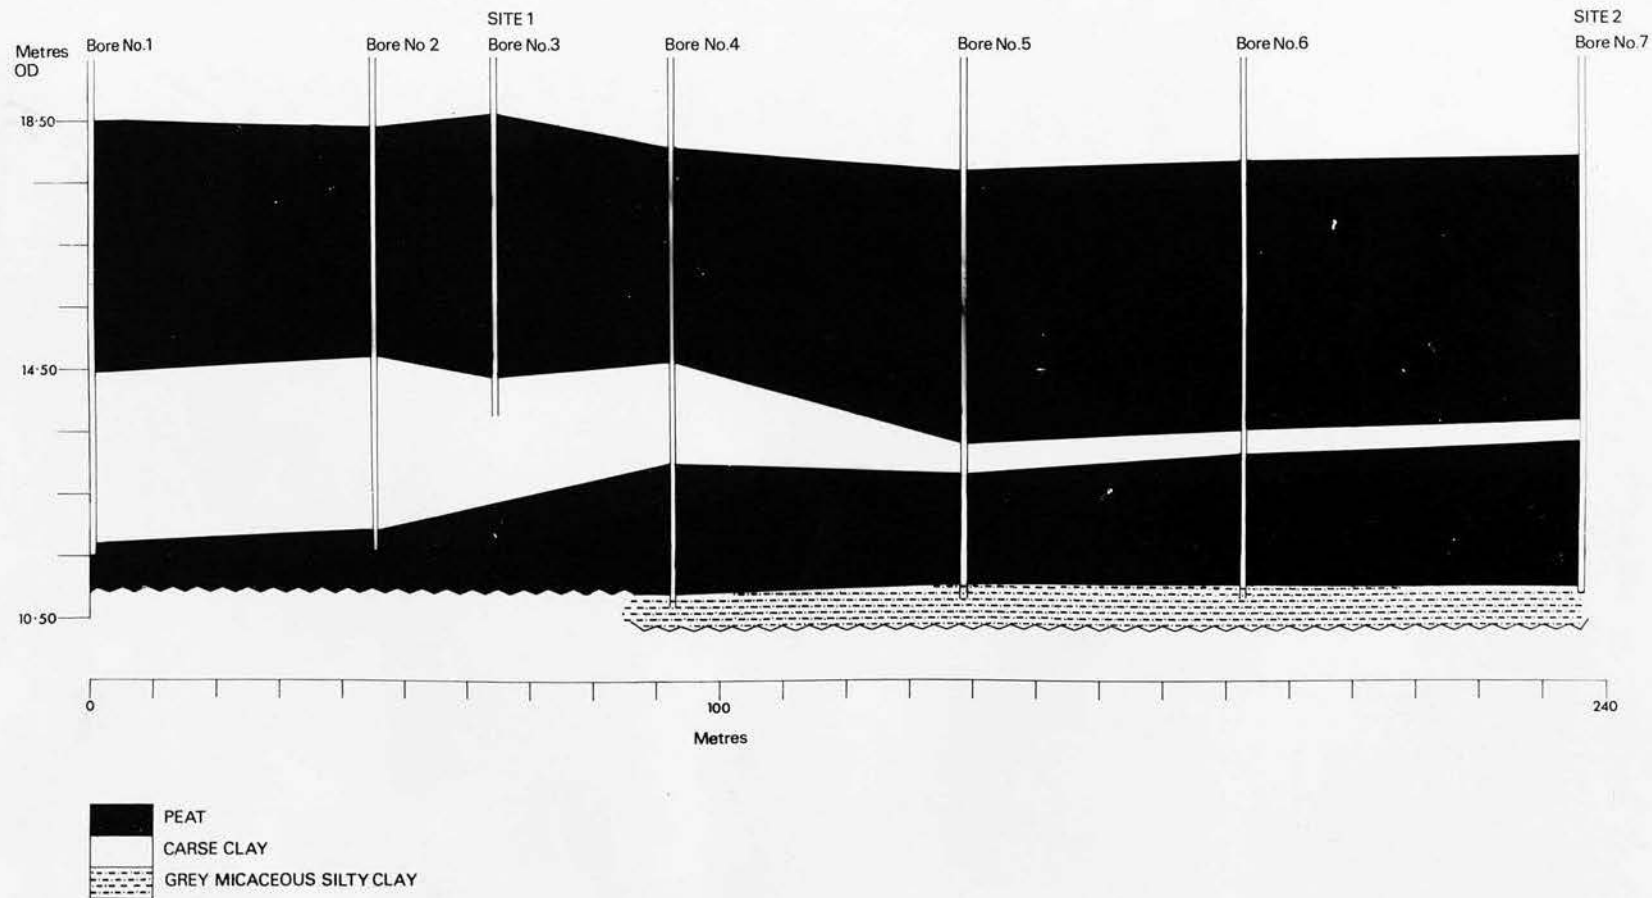 SITE 1
SITE 2
Metres
OD
Bore No.1
Bore No 2
Bore No.3
Bore No.4
Bore No.5
Bore No.6
Bore No.7
18·50
14·50
10·50
0
100
240
Metres
PEAT
CARSE CLAY
GREY MICACEOUS SILTY CLAY